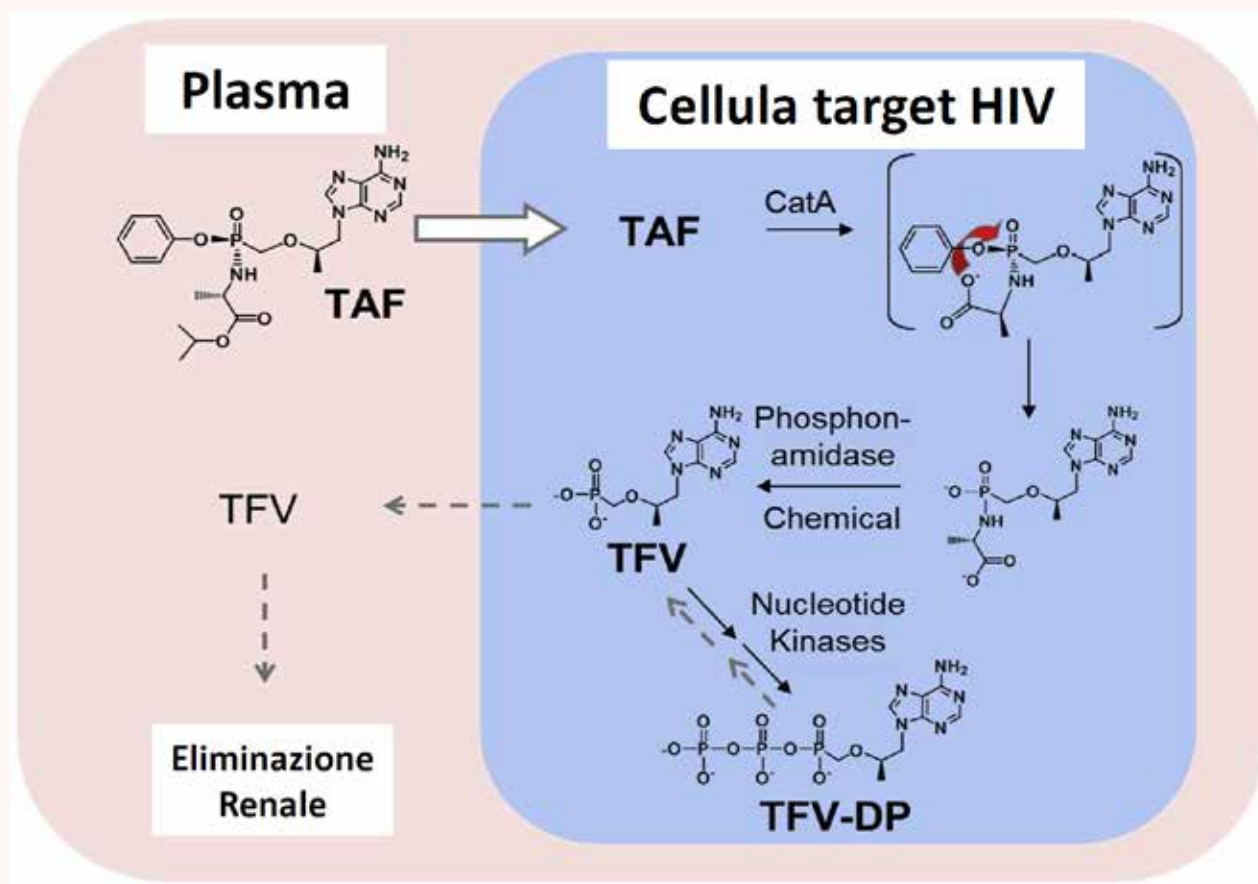 Plasma
Cellula target HIV
TAF
TAF
CatA
Phosphon-
amidase
Chemical
TFV
TFV
Nucleotide
Kinases
TFV-DP
Eliminazione
Renale
NH₂
N
N
N
N
O
O
P
O
NH
O
O
NH₂
N
N
N
N
O
O
P
O
NH
O⁻
O
NH₂
N
N
N
N
O
-O
P
O
O⁻
NH₂
N
N
N
N
O
-O
P
O
NH
O
-O
NH₂
N
N
N
N
O
O
O
-O
P
O
P
O
P
O
O⁻
O⁻
O⁻